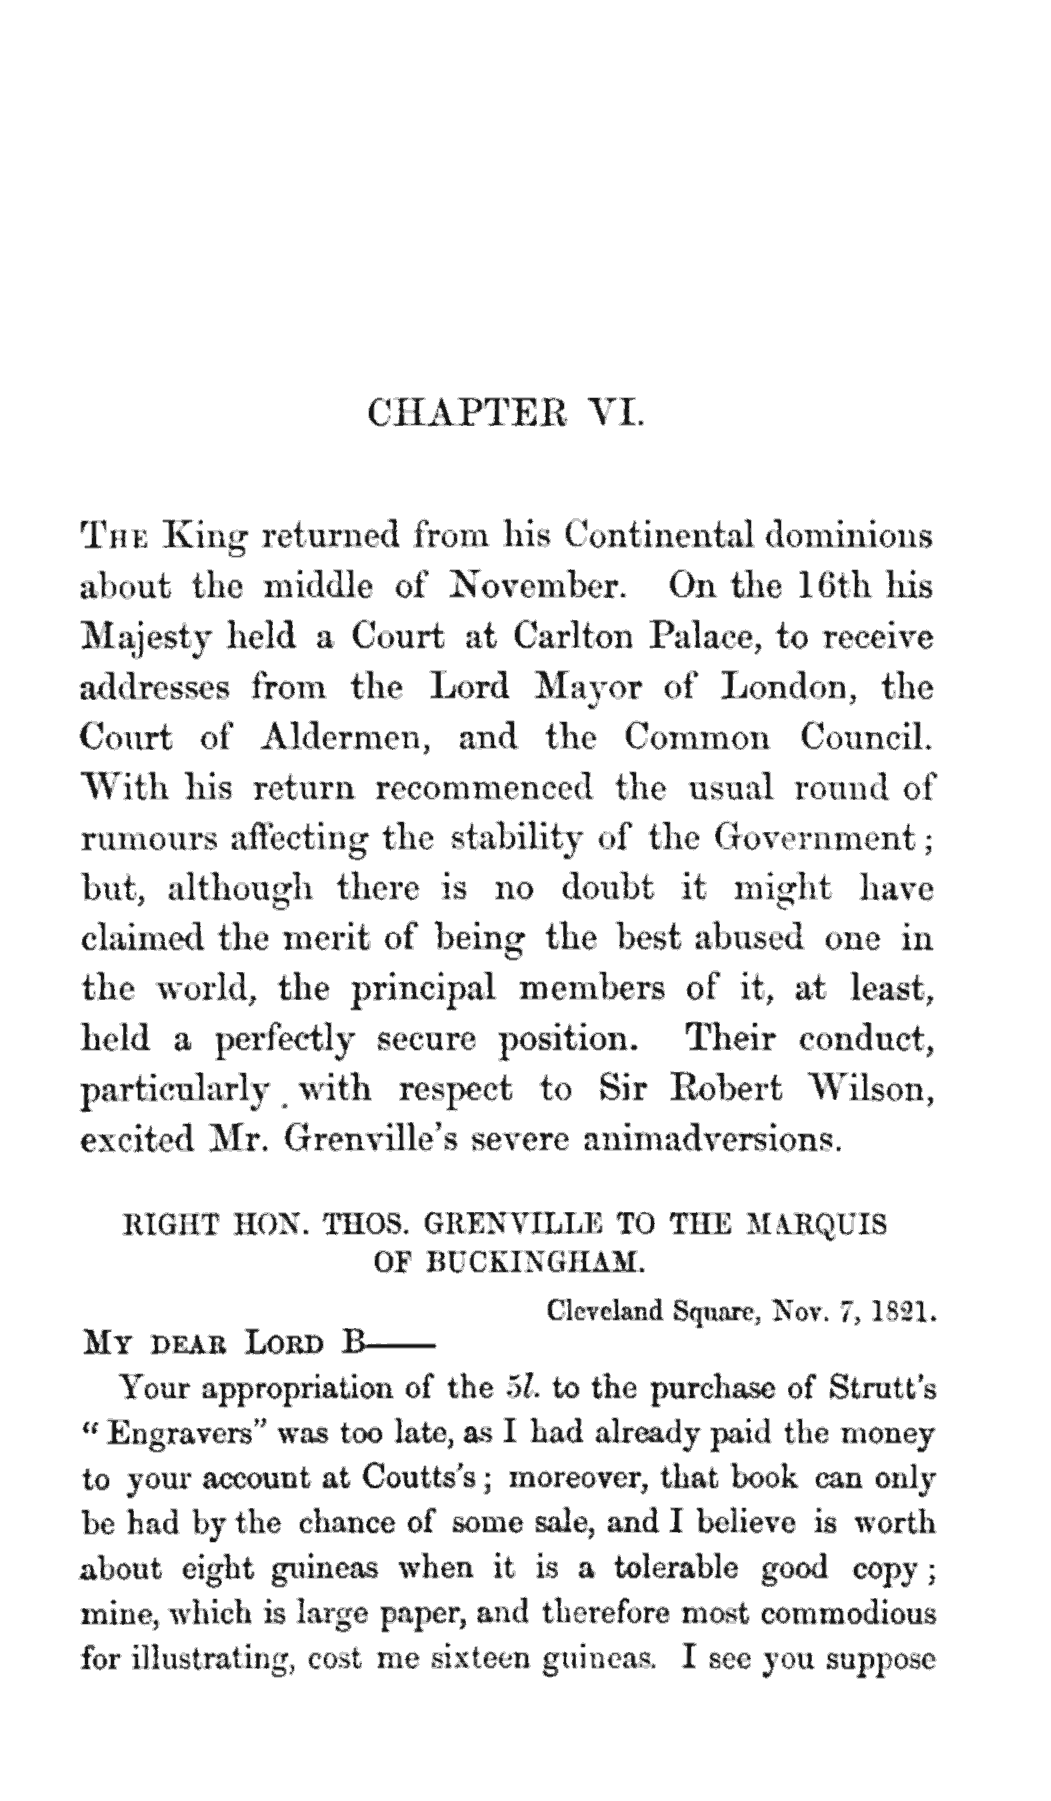 CHAPTER VI.
THE King returned from his Continental dominions
about the middle of November. On the 16th his
Majesty held a Court at Carlton Palace, to receive
addresses from the Lord Mayor of London, the
Court of Aldermen, and the Common Council.
With his return recommenced the usual round of
rumours affecting the stability of the Government;
but, although there is no doubt it might have
claimed the merit of being the best abused one in
the world, the principal members of it, at least,
held a perfectly secure position. Their conduct,
particularly with respect to Sir Robert Wilson,
excited Mr. Grenville's severe animadversions.
RIGHT HON. THOS. GRENVILLE TO THE MARQUIS
OF BUCKINGHAM.
Cleveland Square, Nov. 7, 1821.
MY DEAR LORD B——
Your appropriation of the 5l. to the purchase of Strutt's
"Engravers" was too late, as I had already paid the money
to your account at Coutts's; moreover, that book can only
be had by the chance of some sale, and I believe is worth
about eight guineas when it is a tolerable good copy;
mine, which is large paper, and therefore most commodious
for illustrating, cost me sixteen guineas. I see you suppose